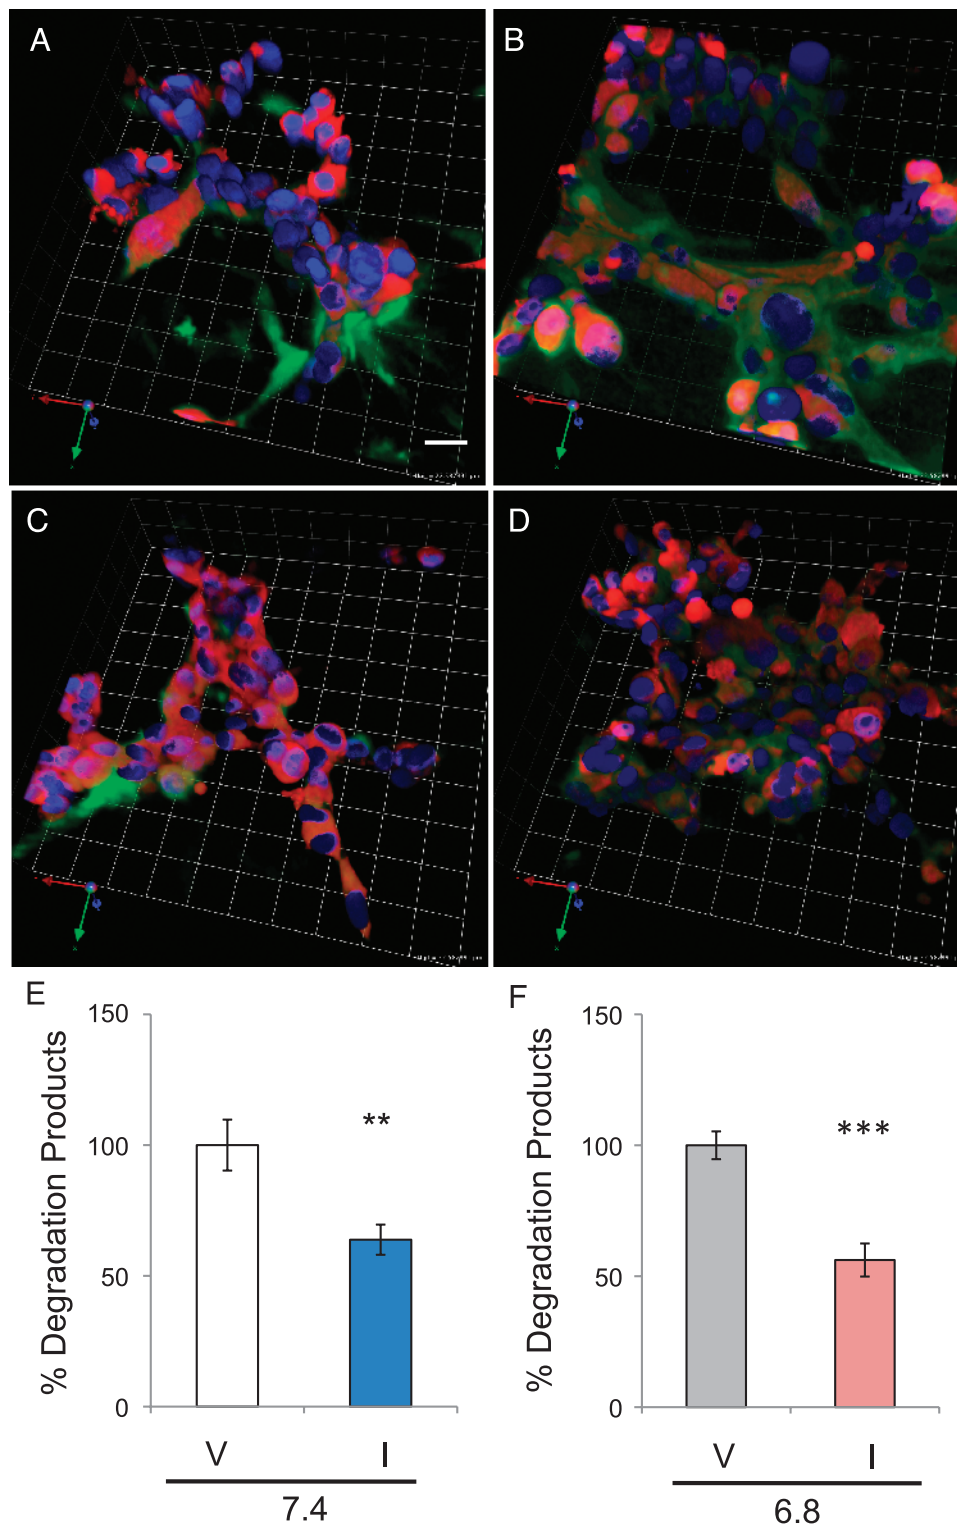 A
B
C
D
E
F
% Degradation Products
150
100
50
0
**
V
I
7.4
% Degradation Products
150
100
50
0
***
V
I
6.8